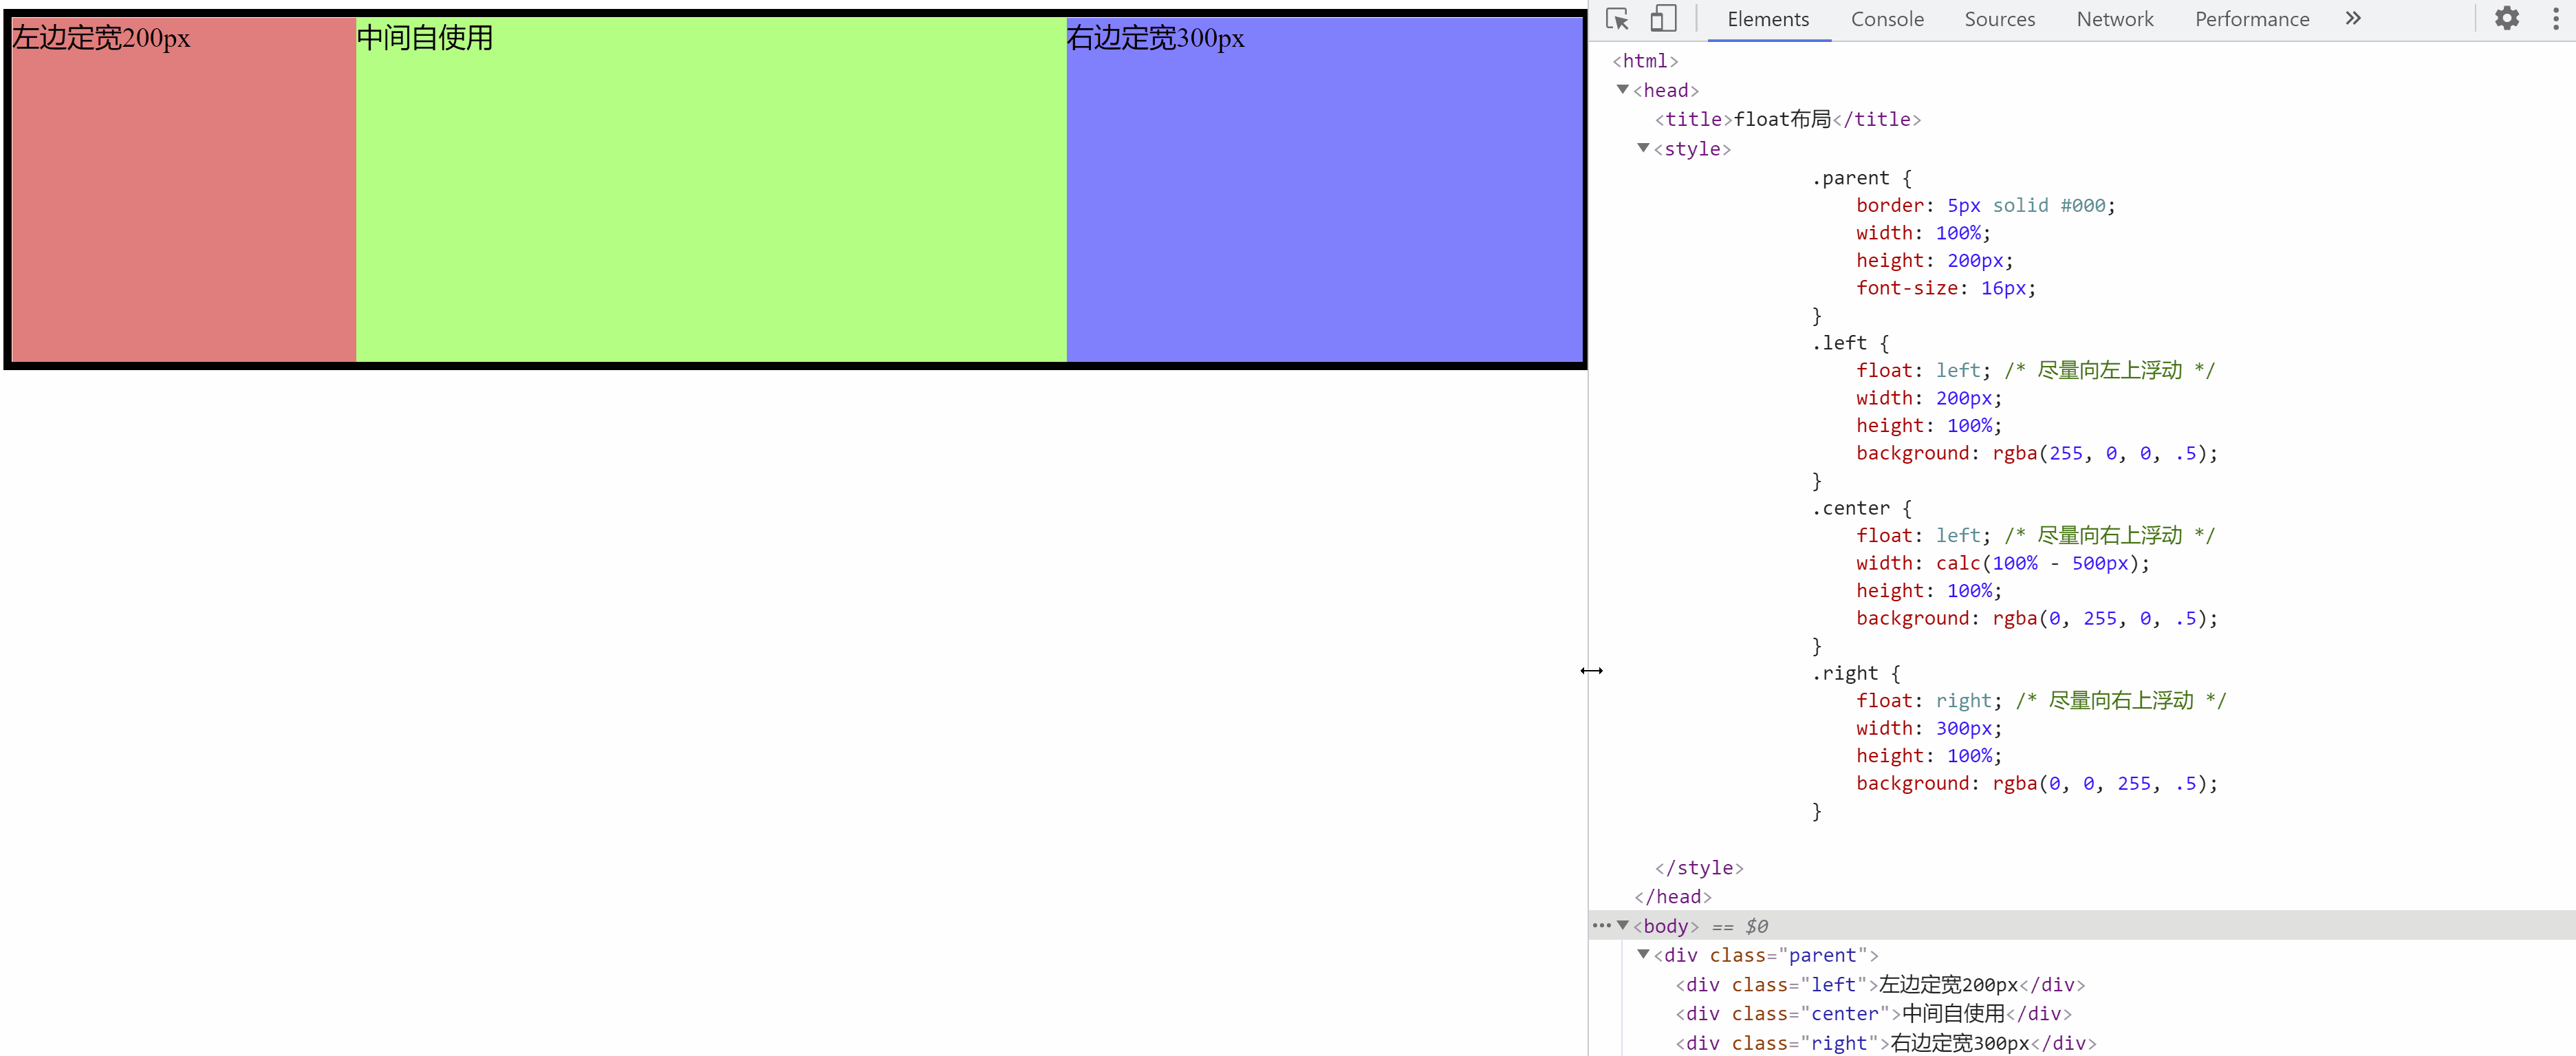 左边定宽200px
中间自使用
右边定宽300px
Elements Console Sources Network Performance
<html>
<head>
<title>float布局</title>
<style>
.parent {
border: 5px solid #000;
width: 100%;
height: 200px;
font-size: 16px;
}
.left {
float: left; /* 尽量向左上浮动 */
width: 200px;
height: 100%;
background: rgba(255, 0, 0, .5);
}
.center {
float: left; /* 尽量向右上浮动 */
width: calc(100% - 500px);
height: 100%;
background: rgba(0, 255, 0, .5);
}
.right {
float: right; /* 尽量向右上浮动 */
width: 300px;
height: 100%;
background: rgba(0, 0, 255, .5);
}
</style>
</head>
<body> == $0
<div class="parent">
<div class="left">左边定宽200px</div>
<div class="center">中间自使用</div>
<div class="right">右边定宽300px</div>